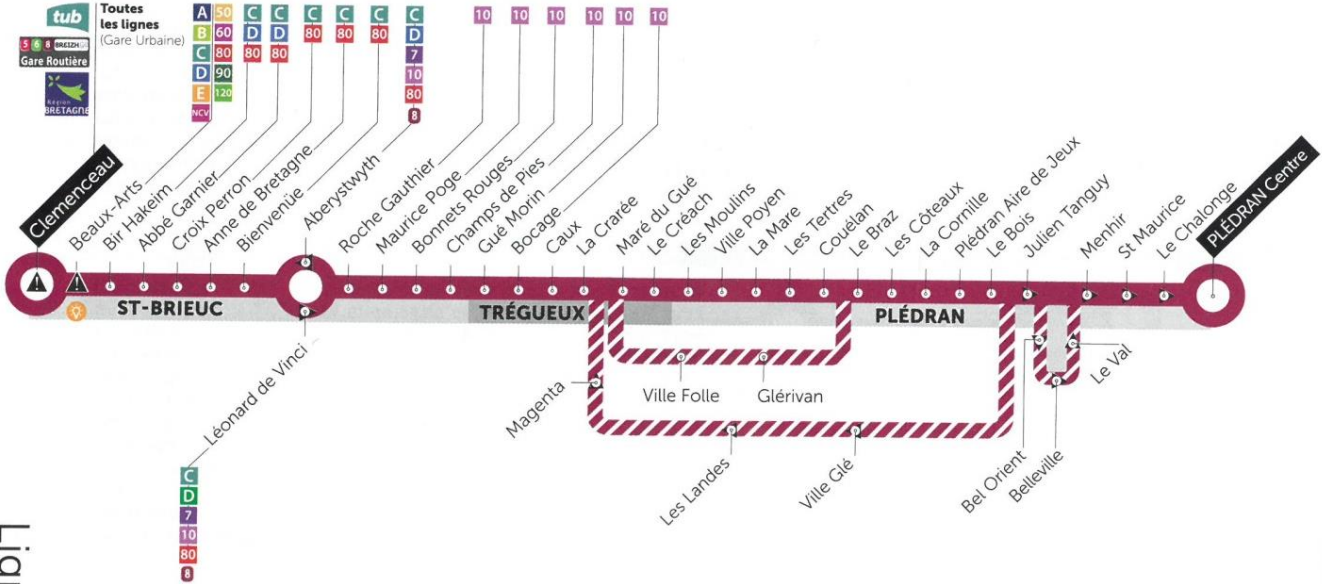 tub
Toutes
les lignes
(Gare Urbaine)
5 6 8 BREIZHGO
Gare Routière
Région
BRETAGNE
A 50
B 60
C 80
D 90
E 120
NCV
C
D
80
C
D
80
C
80
C
80
C
80
C
D
7
10
80
8
10
10
10
10
10
10
Clemenceau
Beaux-Arts
Bir Hakeim
Abbé Garnier
Croix Perron
Anne de Bretagne
Bienvenüe
Aberystwyth
Roche Gauthier
Maurice Poge
Bonnets Rouges
Champs de Pies
Gué Morin
Bocage
Caux
La Crarée
Maré du Gué
Le Créach
Les Moulins
Ville Poyen
La Mare
Les Tertres
Couélan
Le Braz
Les Côteaux
La Cornille
Plédran Aire de Jeux
Le Bois
Julien Tanguy
Menhir
St Maurice
Le Chalonge
PLÉDRAN Centre
ST-BRIEUC
TRÉGUEUX
PLÉDRAN
Léonard de Vinci
Magenta
Ville Folle
Glérivan
Les Landes
Ville Glé
Bel Orient
Belleville
Le Val
C
D
7
10
80
8
Lig